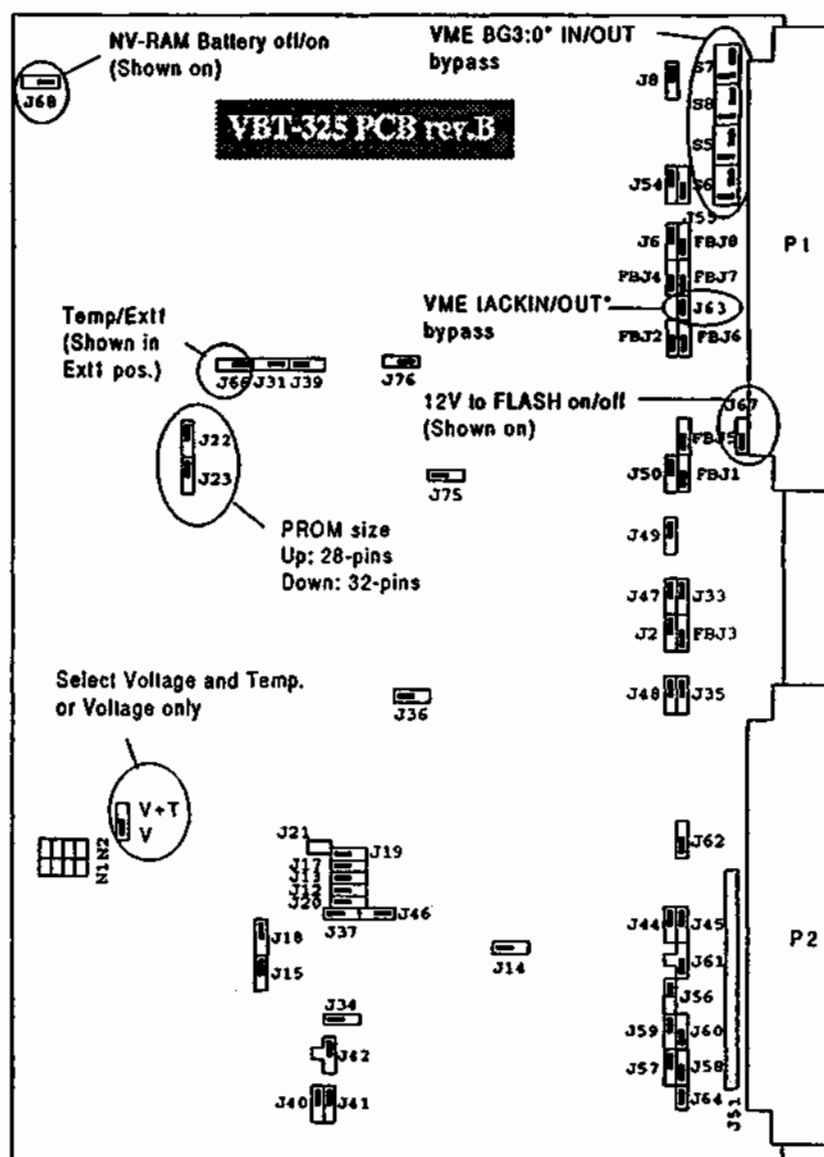 NV-RAM Battery off/on
(Shown on)
J68
VME BG3:0* IN/OUT
bypass
VBT-325 PCB rev.B
J8
S7
S8
S5
S6
J54
J55
J6
FBJ8
P1
FBJ4
FBJ7
VME IACKIN/OUT*
bypass
J63
FBJ2
FBJ6
Temp/Ext1
(Shown in
Ext1 pos.)
J66
J31
J39
J76
12V to FLASH on/off
(Shown on)
J67
FBJ5
J22
J23
J75
J50
FBJ1
PROM size
Up: 28-pins
Down: 32-pins
J49
J47
J33
J2
FBJ3
Select Voltage and Temp.
or Voltage only
J36
J48
J35
V+T
V
N1
N2
J21
J19
J17
J13
J12
J20
J37
J46
J62
J18
J15
J14
J44
J45
P2
J61
J56
J34
J59
J60
J42
J57
J58
J40
J41
J64
J51